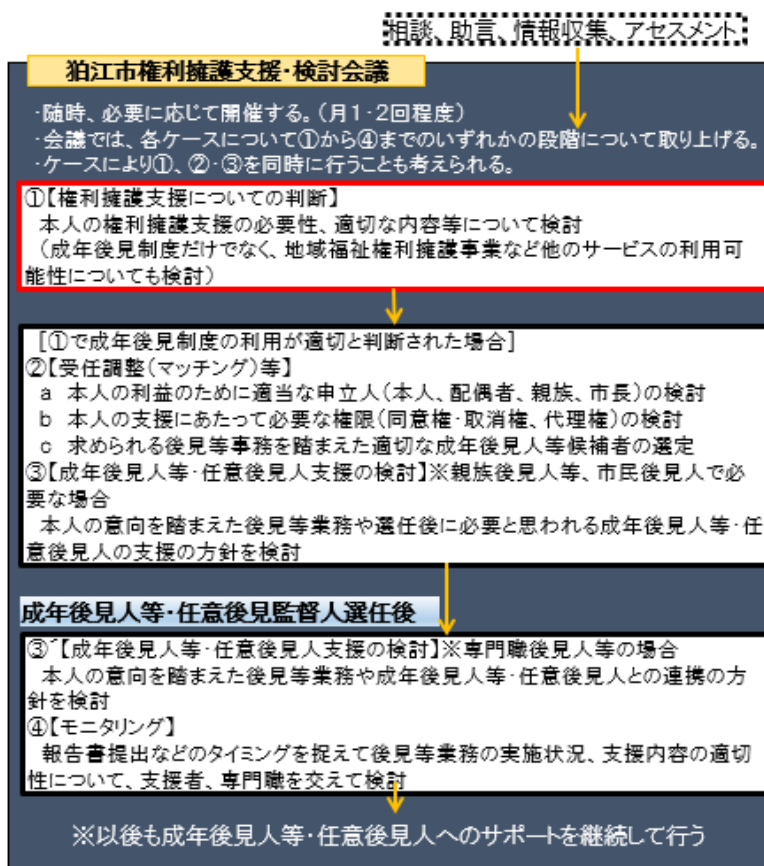 相談、助言、情報収集、アセスメント
狛江市権利擁護支援・検討会議
・随時、必要に応じて開催する。（月1・2回程度）
・会議では、各ケースについて①から④までのいずれかの段階について取り上げる。
・ケースにより①、②・③を同時に行うことも考えられる。
①【権利擁護支援についての判断】
本人の権利擁護支援の必要性、適切な内容等について検討
（成年後見制度だけでなく、地域福祉権利擁護事業など他のサービスの利用可
能性についても検討）
［①で成年後見制度の利用が適切と判断された場合］
②【受任調整（マッチング）等】
a 本人の利益のために適当な申立人（本人、配偶者、親族、市長）の検討
b 本人の支援にあたって必要な権限（同意権・取消権、代理権）の検討
c 求められる後見等事務を踏まえた適切な成年後見人等候補者の選定
③【成年後見人等・任意後見人支援の検討】※親族後見人等、市民後見人で必
要な場合
本人の意向を踏まえた後見等業務や選任後に必要と思われる成年後見人等・任
意後見人の支援の方針を検討
成年後見人等・任意後見監督人選任後
③´【成年後見人等・任意後見人支援の検討】※専門職後見人等の場合
本人の意向を踏まえた後見等業務や成年後見人等・任意後見人との連携の方
針を検討
④【モニタリング】
報告書提出などのタイミングを捉えて後見等業務の実施状況、支援内容の適切
性について、支援者、専門職を交えて検討
※以後も成年後見人等・任意後見人へのサポートを継続して行う